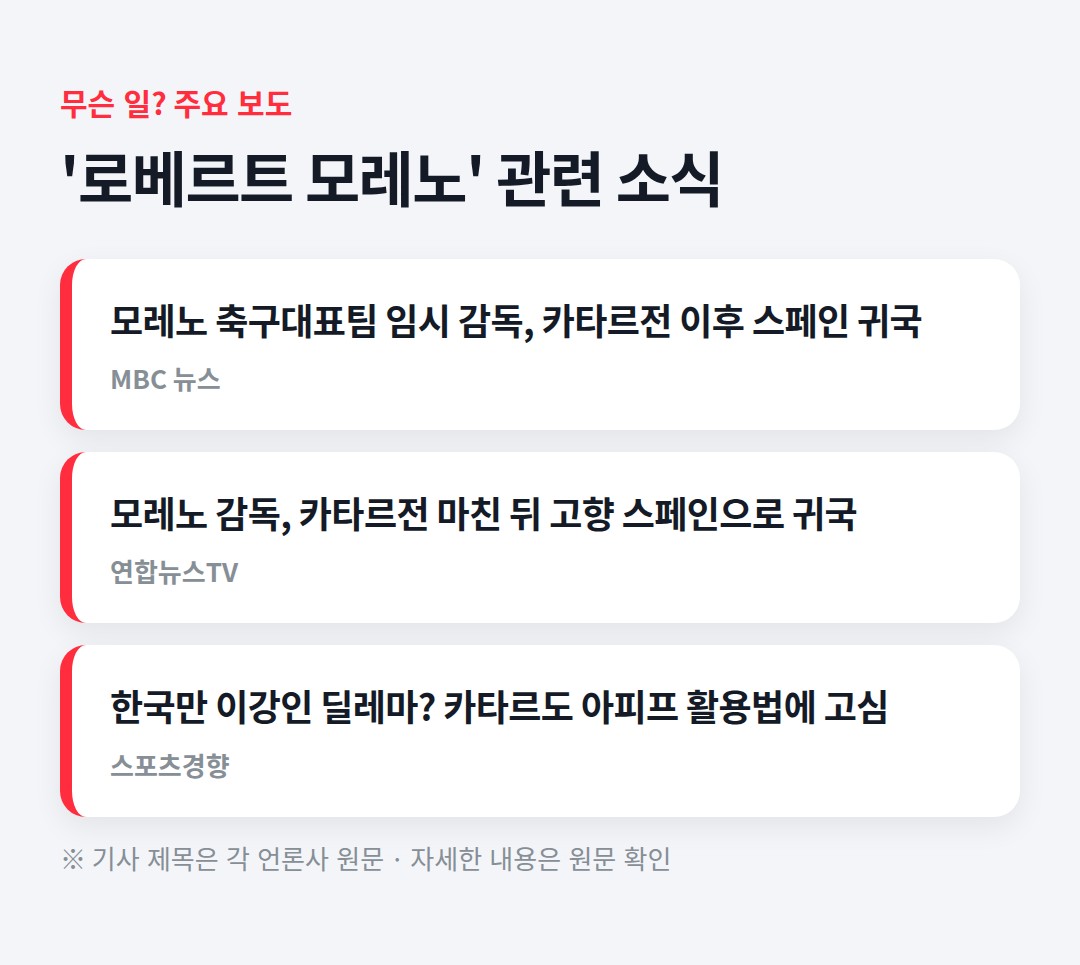 무슨 일? 주요 보도
'로베르트 모레노' 관련 소식
모레노 축구대표팀 임시 감독, 카타르전 이후 스페인 귀국
MBC 뉴스
모레노 감독, 카타르전 마친 뒤 고향 스페인으로 귀국
연합뉴스TV
한국만 이강인 딜레마? 카타르도 아피프 활용법에 고심
스포츠경향
※ 기사 제목은 각 언론사 원문 · 자세한 내용은 원문 확인